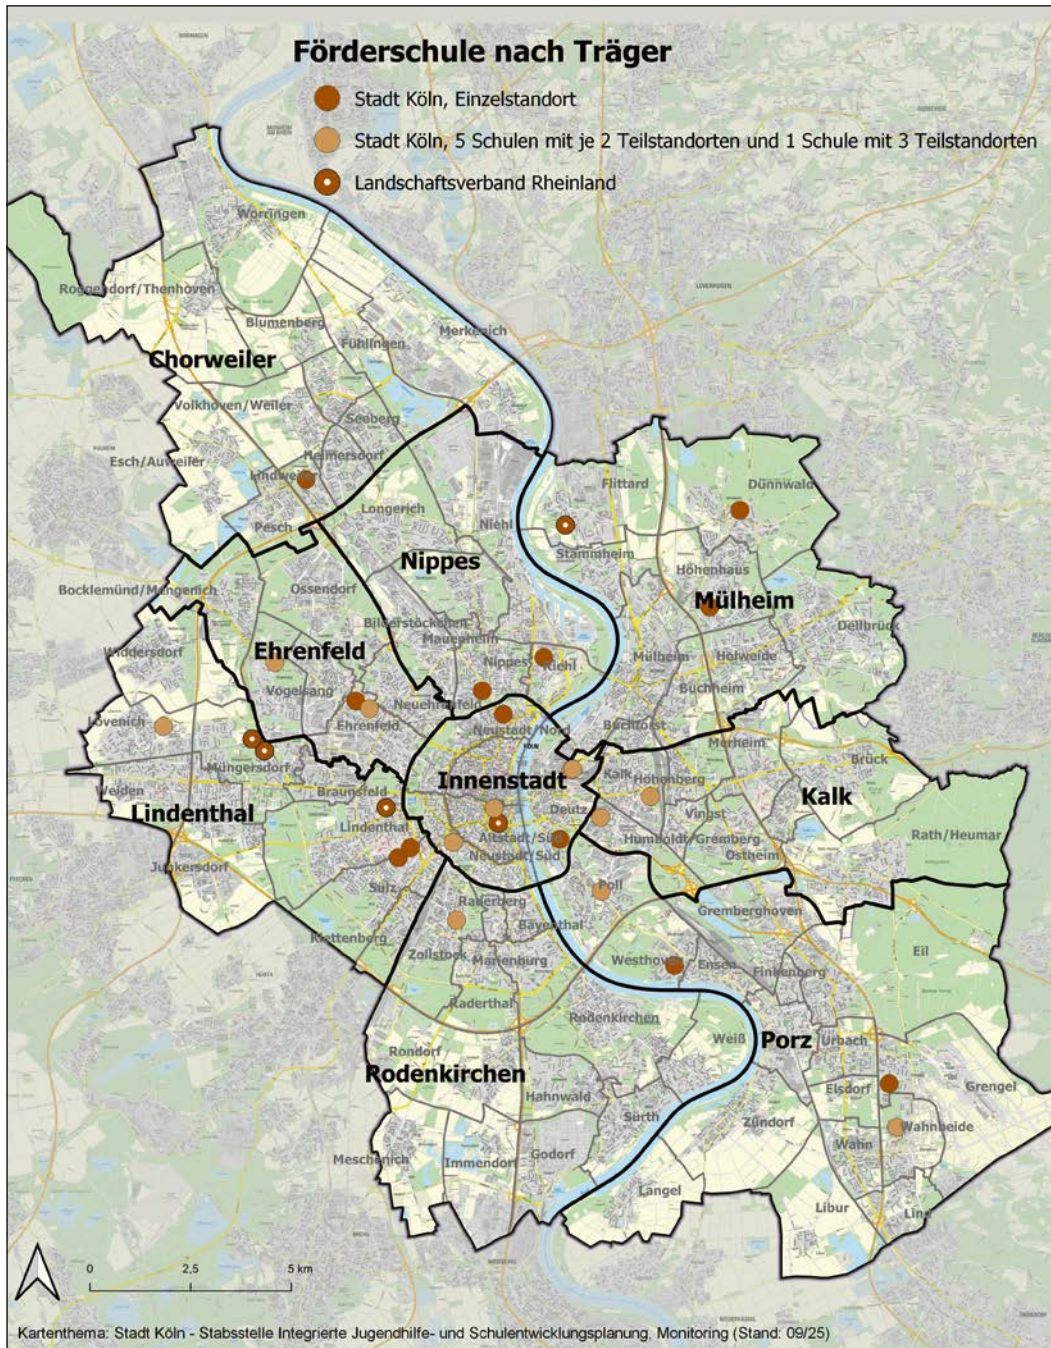 Förderschule nach Träger
Stadt Köln, Einzelstandort
Stadt Köln, 5 Schulen mit je 2 Teilstandorten und 1 Schule mit 3 Teilstandorten
Landschaftsverband Rheinland
Worringen
Roggendorf/Thenhoven
Blumenberg
Merkenich
Fühlingen
Chorweiler
Volkhoven/Weiler
Seeberg
Heimersdorf
Esch/Auweiler
Lindweiler
Flittard
Dünnwald
Longerich
Pesch
Niehl
Stammheim
Nippes
Höhenhaus
Bocklemünd/Mengenich
Ossendorf
Mülheim
Bilderstöckchen
Dellbrück
Mauenheim
Widdersdorf
Ehrenfeld
Nippes
Riehl
Mülheim
Holweide
Vogelsang
Buchheim
Neuehrenfeld
Lövenich
Ehrenfeld
Neustadt/Nord
Buchforst
Merheim
KÖLN
Müngersdorf
Brück
Innenstadt
Kalk
Höhenberg
Weiden
Braunsfeld
Kalk
Lindenthal
Deutz
Vingst
Lindenthal
Altstadt/Süd
Humboldt/Gremberg
Rath/Heumar
Neustadt/Süd
Ostheim
Junkersdorf
Sülz
Poll
Raderberg
Gremberghoven
Bayenthal
Klettenberg
Zollstock
Marienburg
Westhoven
Ensen
Finkenberg
Eil
Raderthal
Rodenkirchen
Weiß
Porz
Urbach
Rondorf
Rodenkirchen
Elsdorf
Grengel
Hahnwald
Sürth
Zündorf
Wahnheide
Wahn
Meschenich
Immendorf
Godorf
Langel
Libur
Lind
0 2,5 5 km
Kartenthema: Stadt Köln - Stabsstelle Integrierte Jugendhilfe- und Schulentwicklungsplanung, Monitoring (Stand: 09/25)